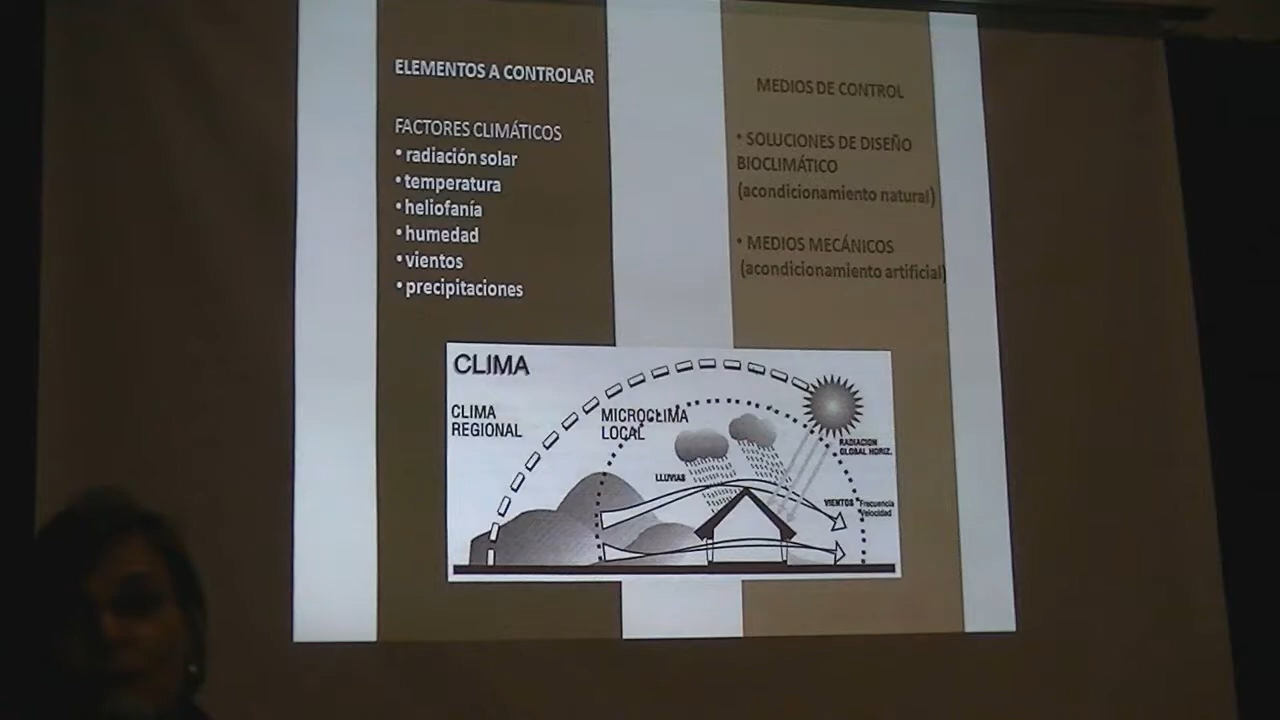 ELEMENTOS A CONTROLAR
FACTORES CLIMÁTICOS
• radiación solar
• temperatura
• heliofanía
• humedad
• vientos
• precipitaciones
MEDIOS DE CONTROL
• SOLUCIONES DE DISEÑO
BIOCLIMÁTICO
(acondicionamiento natural)
• MEDIOS MECÁNICOS
(acondicionamiento artificial)
CLIMA
CLIMA
REGIONAL
MICROCLIMA
LOCAL
LLUVIAS
RADIACION
GLOBAL HORIZ.
VIENTOS Frecuencia
Velocidad